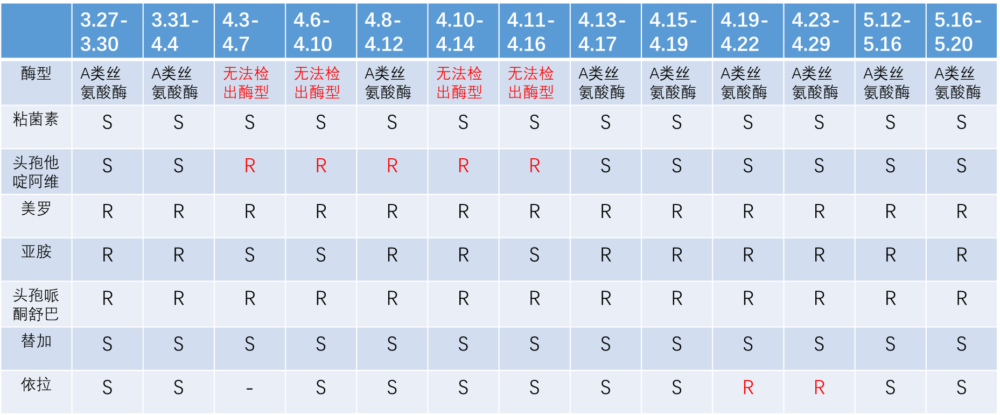 3.27- 3.31- 4.3- 4.6- 4.8- 4.10- 4.11- 4.13- 4.15- 4.19- 4.23- 5.12- 5.16-
3.30 4.4 4.7 4.10 4.12 4.14 4.16 4.17 4.19 4.22 4.29 5.16 5.20
酶型 A类丝 A类丝 无法检 无法检 A类丝 无法检 无法检 A类丝 A类丝 A类丝 A类丝 A类丝 A类丝
氨酸酶 氨酸酶 出酶型 出酶型 氨酸酶 出酶型 出酶型 氨酸酶 氨酸酶 氨酸酶 氨酸酶 氨酸酶 氨酸酶
粘菌素 S S S S S S S S S S S S S
头孢他 S S R R R R R S S S S S S
啶阿维
美罗 R R R R R R R R R R R R R
亚胺 R R S S R R S R R R R R R
头孢哌 R R R R R R R R R R R R R
酮舒巴
替加 S S S S S S S S S S S S S
依拉 S S - S S S S S S R R S S